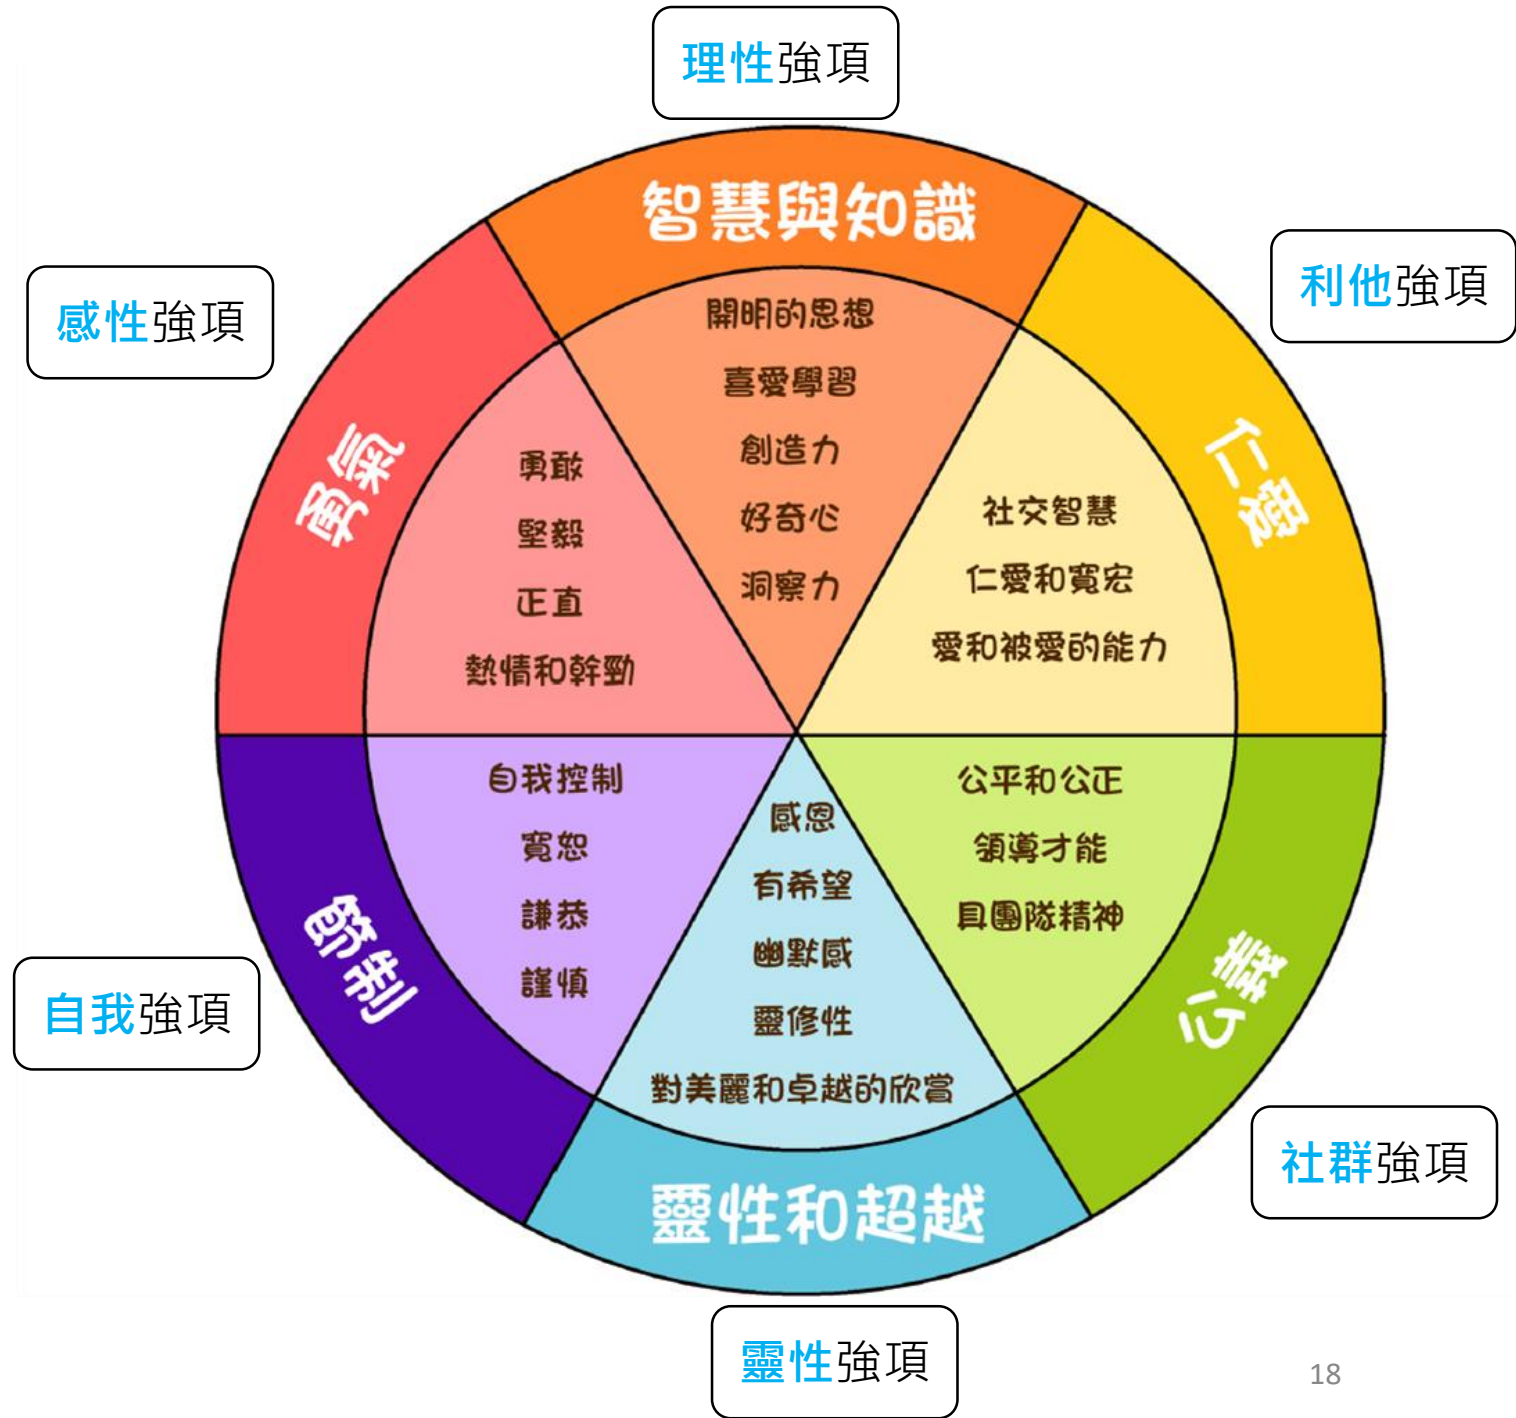 理性強項
智慧與知識
開明的思想
喜愛學習
創造力
好奇心
洞察力
利他強項
仁愛
社交智慧
仁愛和寬宏
愛和被愛的能力
社群強項
公義
公平和公正
領導才能
具團隊精神
靈性強項
靈性和超越
感恩
有希望
幽默感
靈修性
對美麗和卓越的欣賞
自我強項
節制
自我控制
寬恕
謙恭
謹慎
感性強項
勇氣
勇敢
堅毅
正直
熱情和幹勁
18